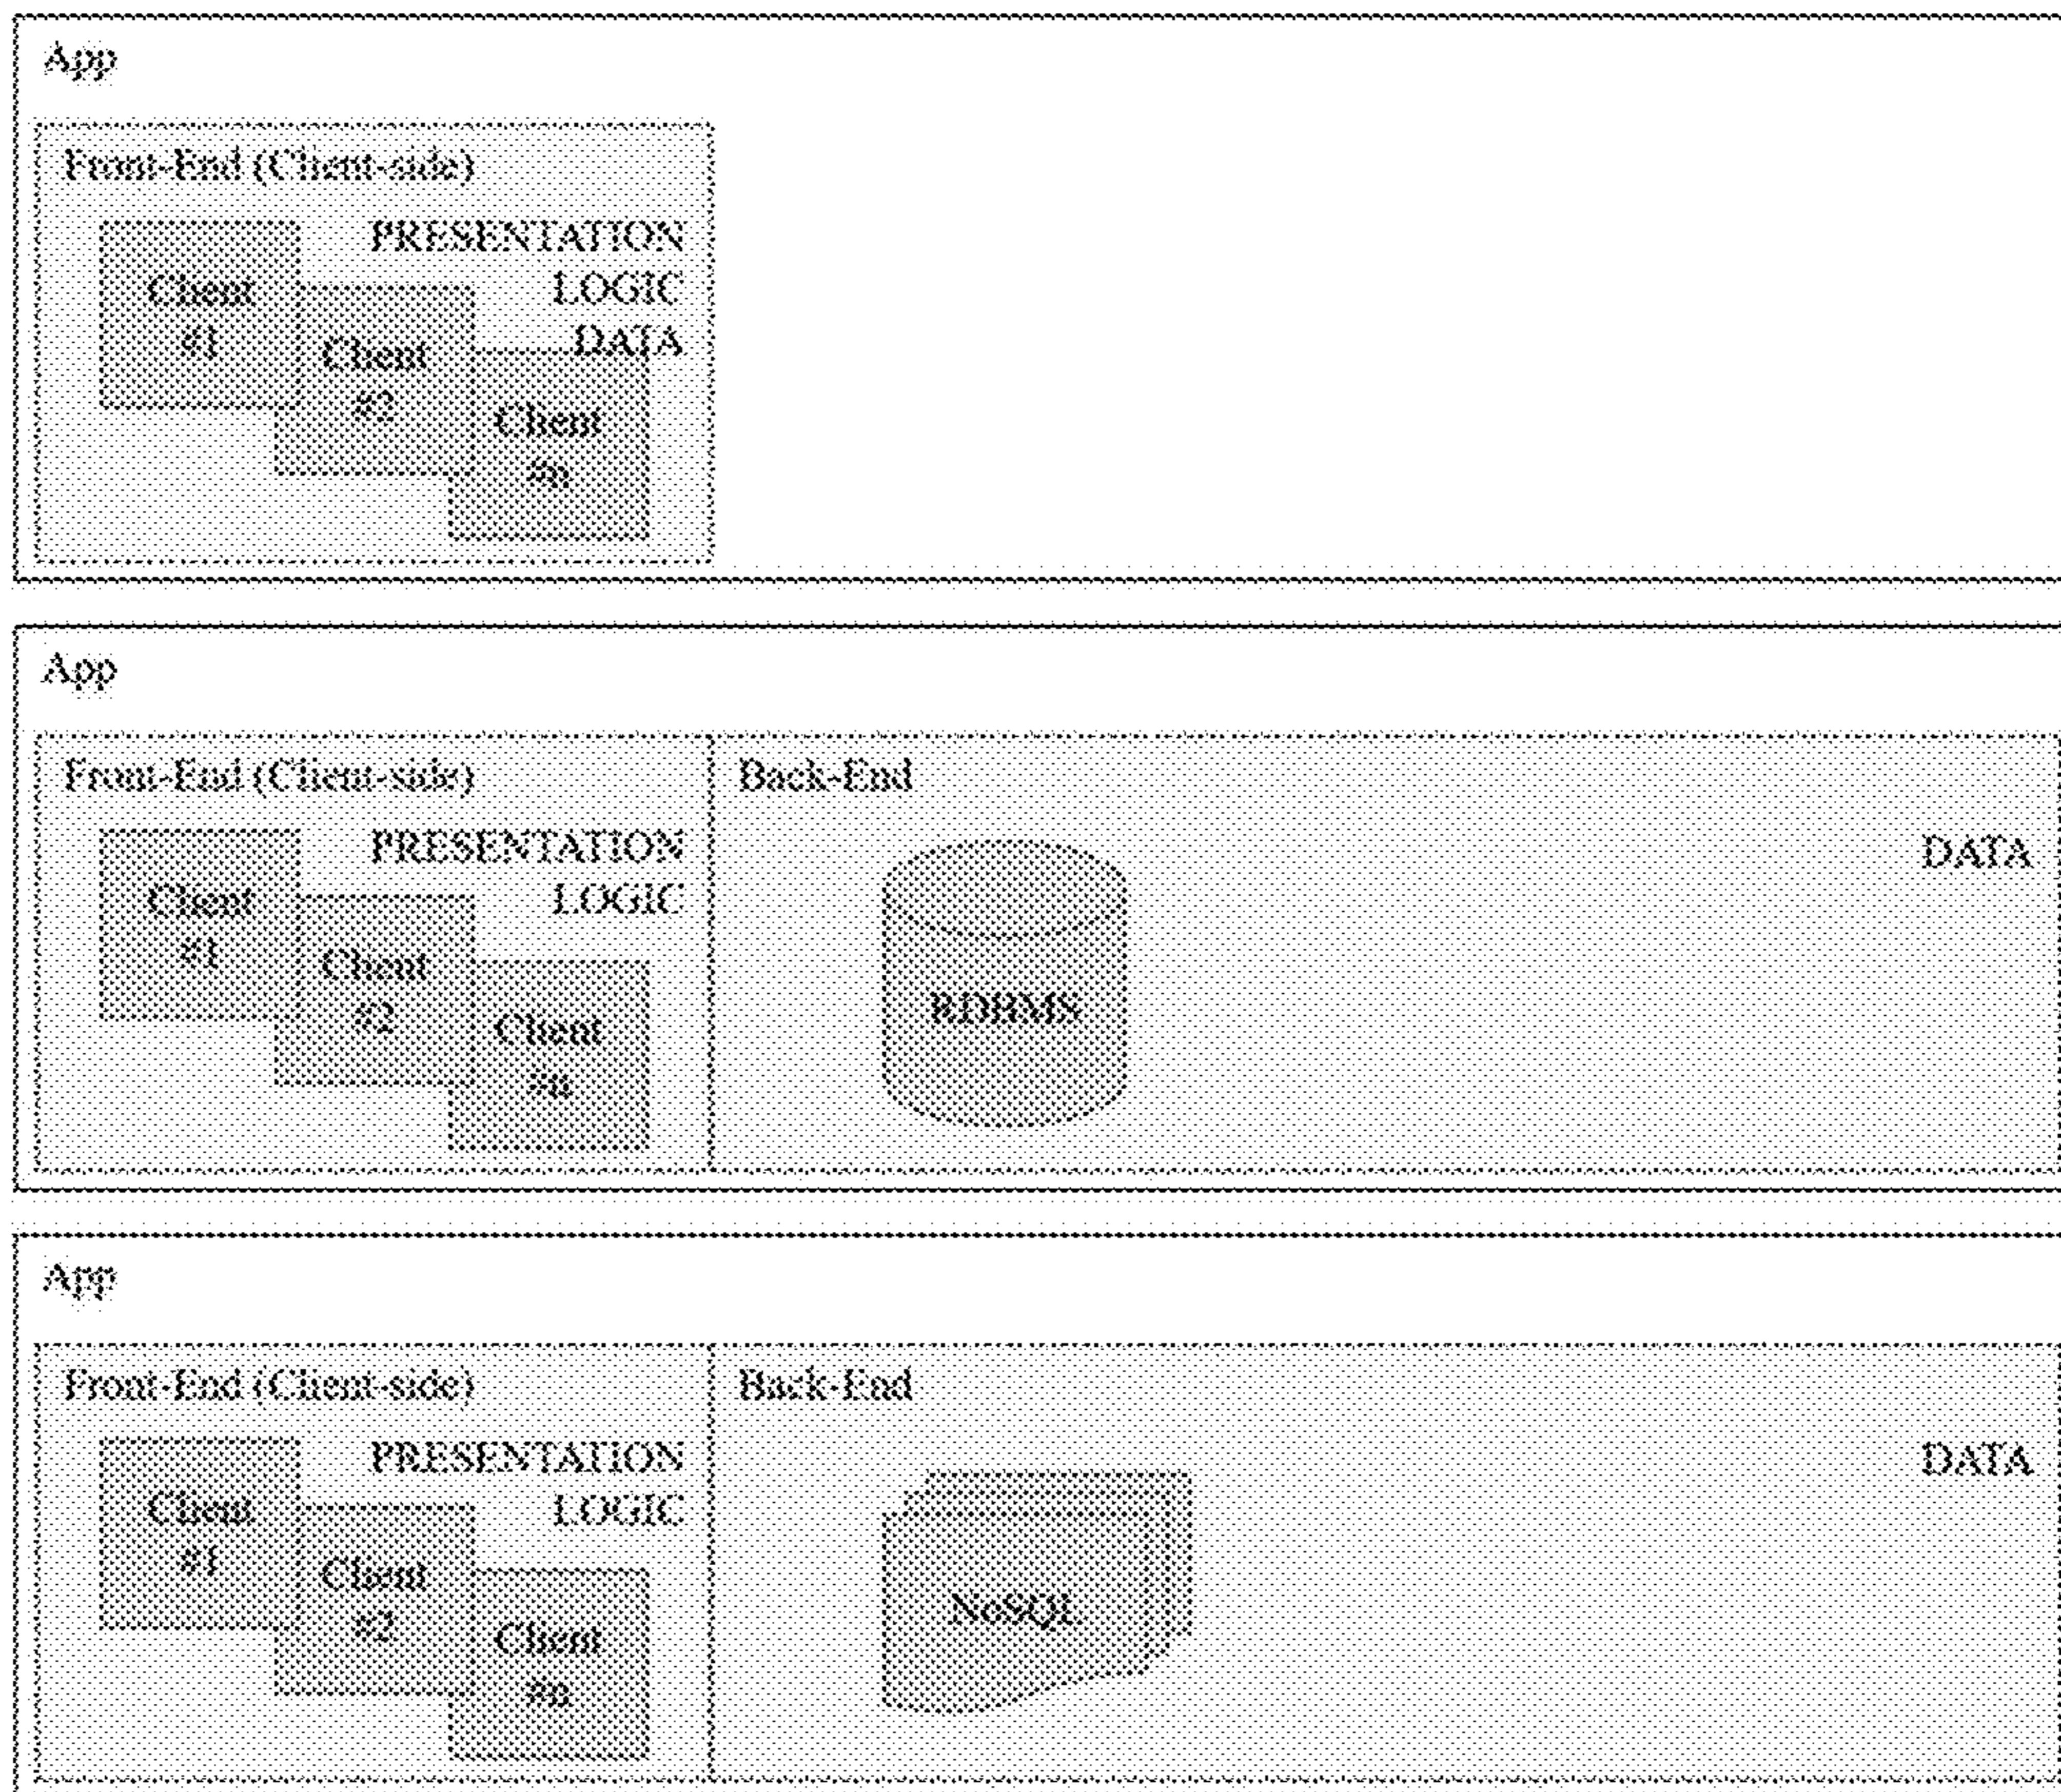 App
Front-End (Client-side)
PRESENTATION
LOGIC
DATA
Client
#1
Client
#2
Client
#n
App
Front-End (Client-side)
PRESENTATION
LOGIC
Client
#1
Client
#2
Client
#n
Back-End
DATA
RDBMS
App
Front-End (Client-side)
PRESENTATION
LOGIC
Client
#1
Client
#2
Client
#n
Back-End
DATA
NoSQL